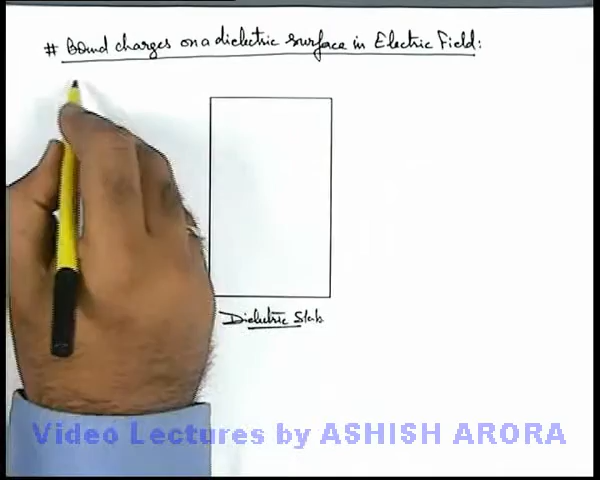 # Bound charges on a dielectric surface in Electric Field:
Dielectric Slab
Video Lectures by ASHISH ARORA